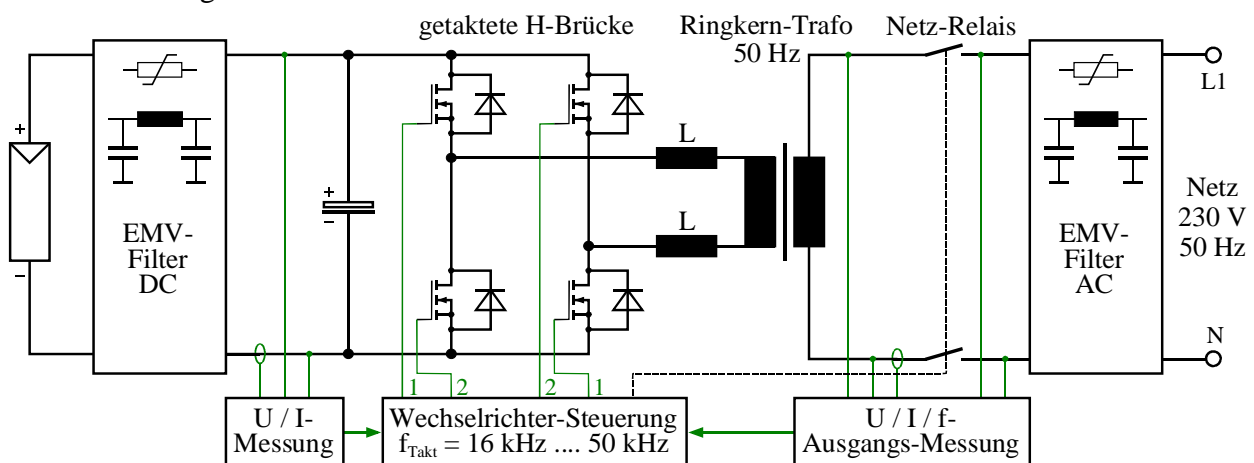 getaktete H-Brücke
Ringkern-Trafo
50 Hz
Netz-Relais
L1
+
−
EMV-
Filter
DC
+
−
L
L
EMV-
Filter
AC
Netz
230 V
50 Hz
N
1
2
2
1
U / I-
Messung
Wechselrichter-Steuerung
fTakt = 16 kHz .... 50 kHz
U / I / f-
Ausgangs-Messung